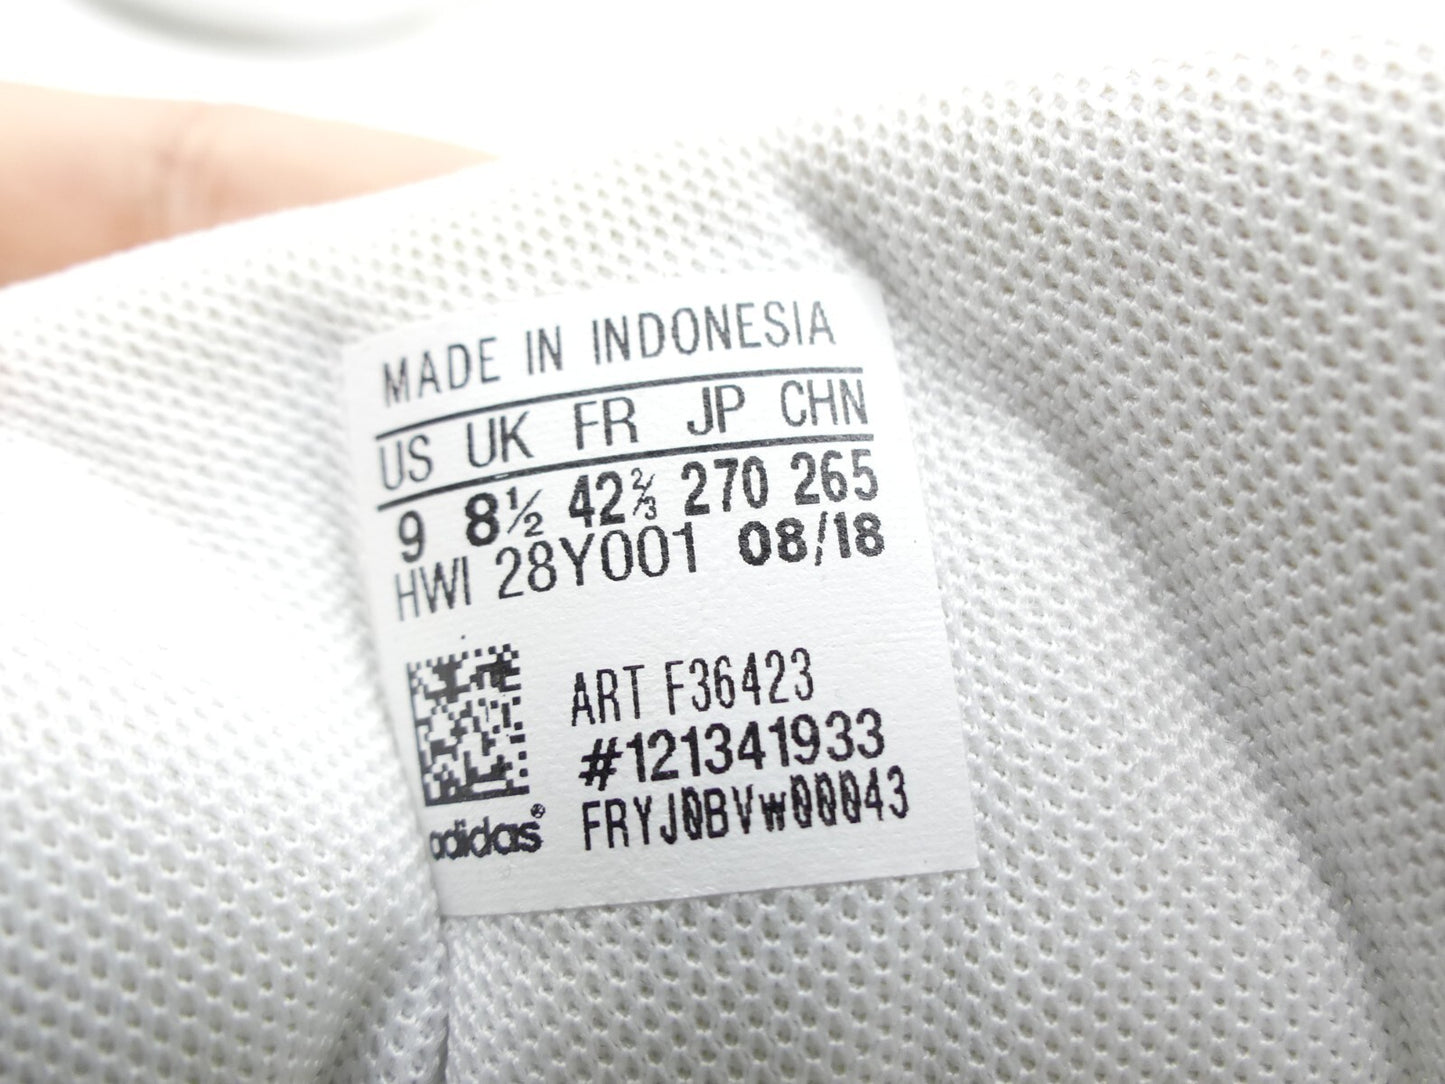 MADE IN INDONESIA
US UK FR JP CHN
9 8½ 42⅔ 270 265
HWI 28Y001 08/18
ART F36423
#121341933
FRYJ0BVw00043
adidas®